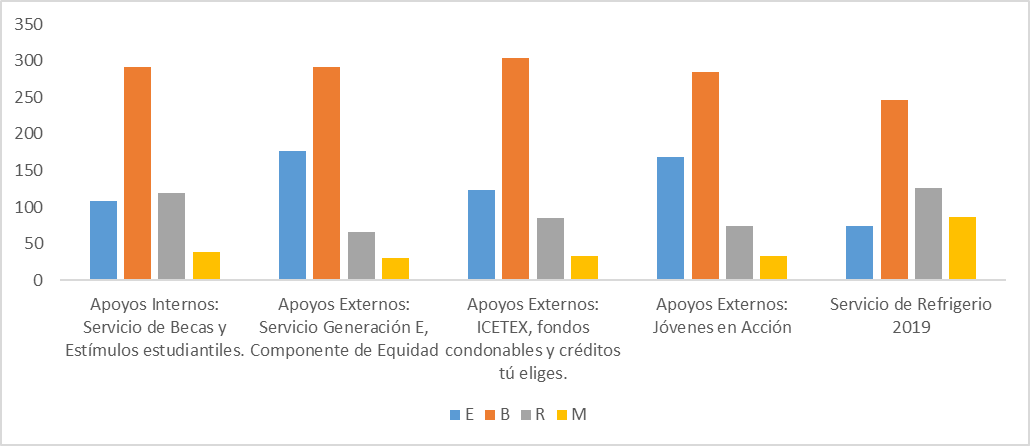 350
300
250
200
150
100
50
0
Apoyos Internos:
Servicio de Becas y
Estímulos estudiantiles.
Apoyos Externos:
Servicio Generación E,
Componente de Equidad
Apoyos Externos:
ICETEX, fondos
condonables y créditos
tú eliges.
Apoyos Externos:
Jóvenes en Acción
Servicio de Refrigerio
2019
E B R M